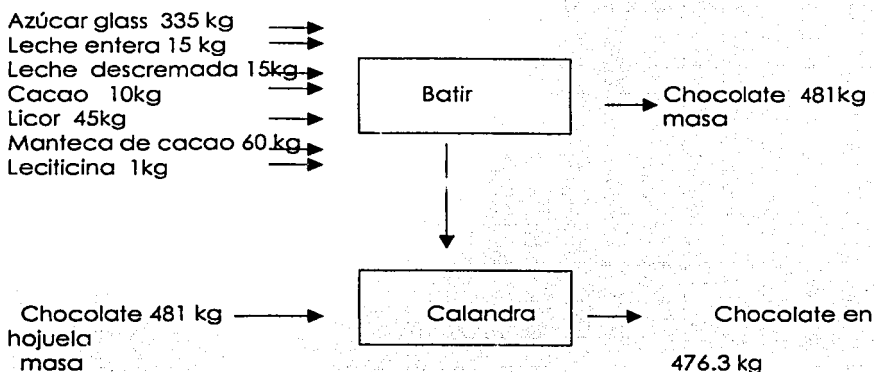 Azúcar glass 335 kg
Leche entera 15 kg
Leche descremada 15kg
Cacao 10kg
Licor 45kg
Manteca de cacao 60 kg
Leciticina 1kg
Batir
Chocolate 481kg
masa
Chocolate 481 kg
hojuela
masa
Calandra
Chocolate en
476.3 kg